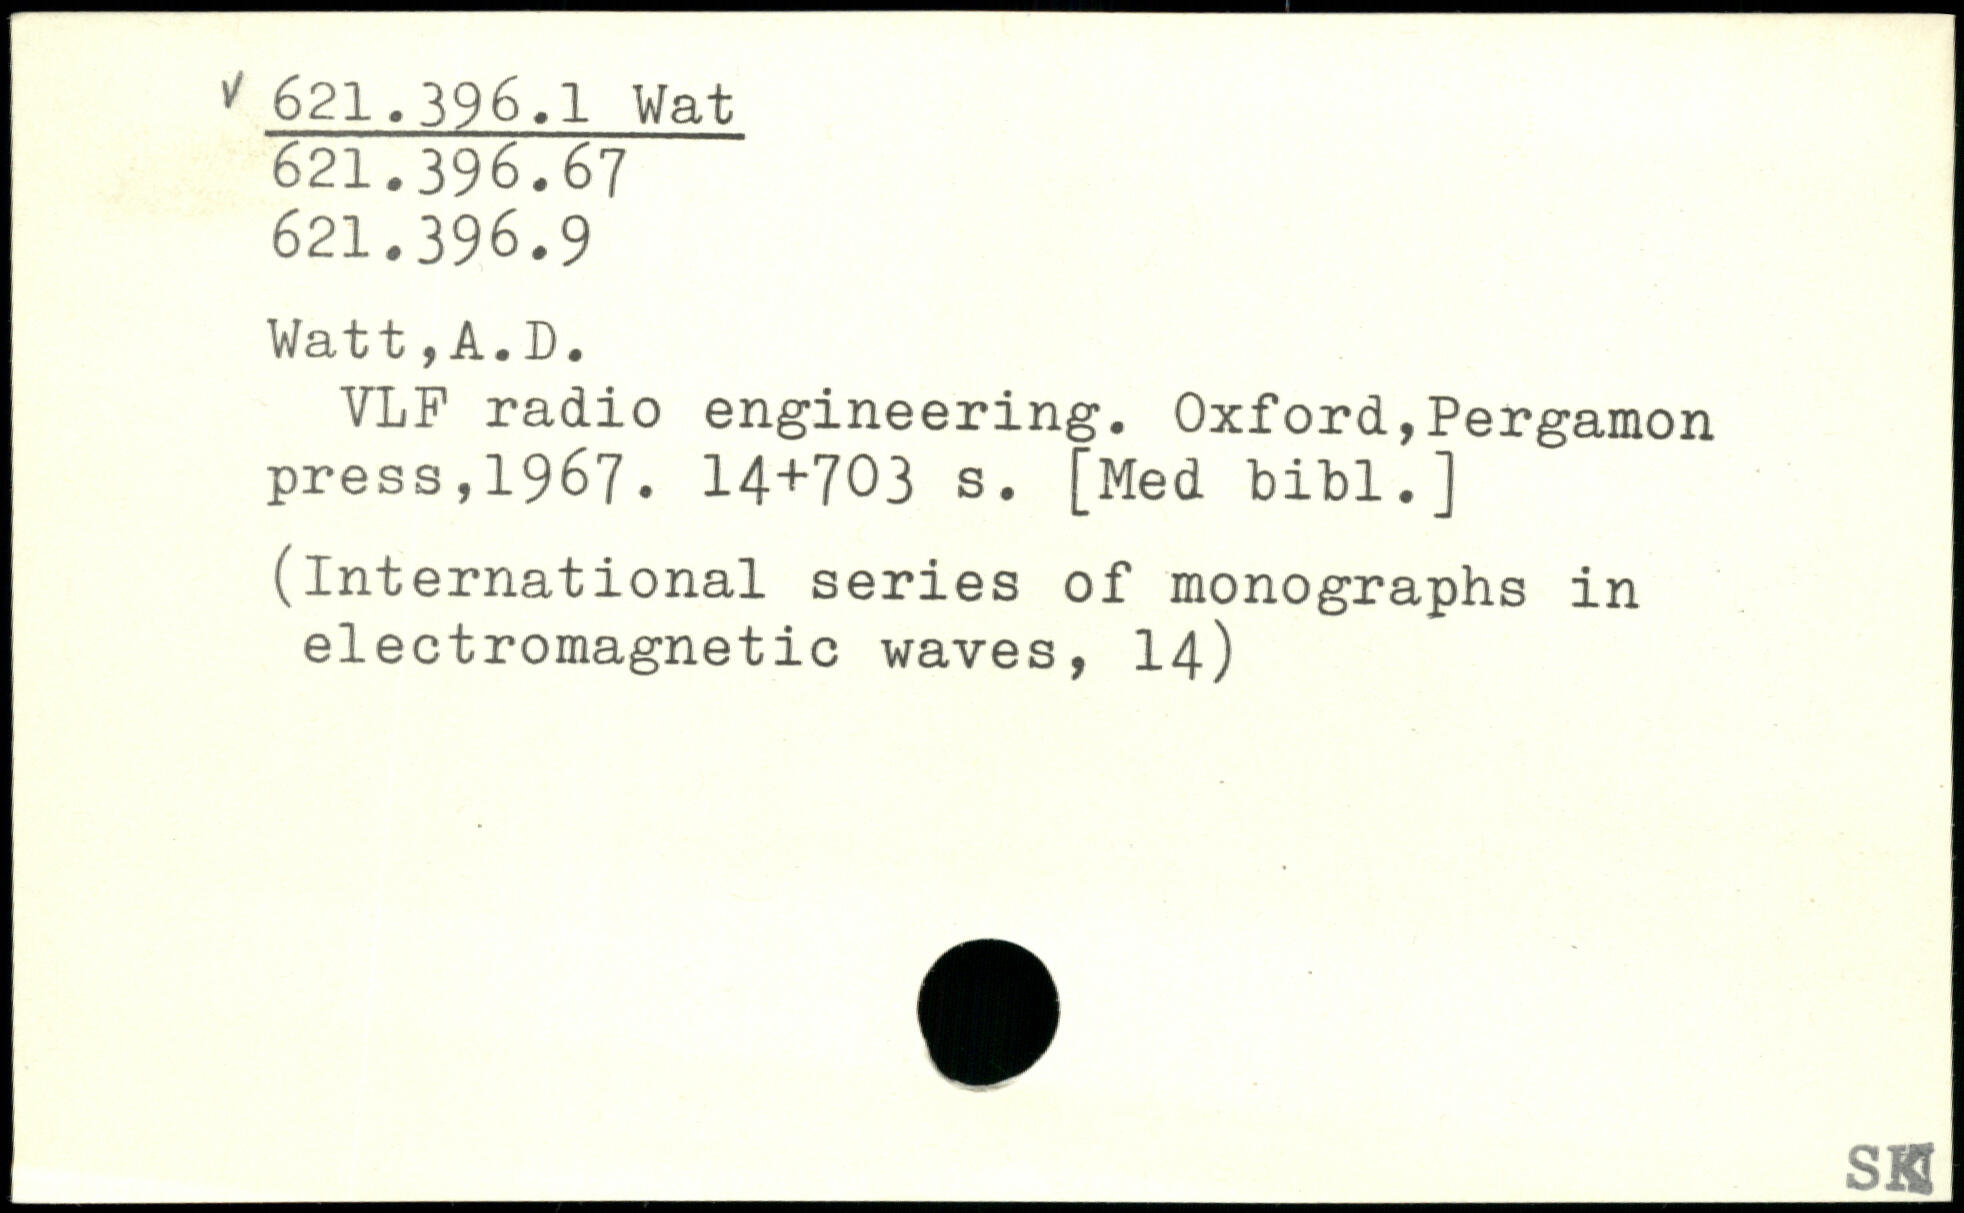 √ 621.396.1 Wat
621.396.67
621.396.9
Watt,A.D.
VLF radio engineering. Oxford,Pergamon
press,1967. 14+703 s. [Med bibl.]
(International series of monographs in
electromagnetic waves, 14)